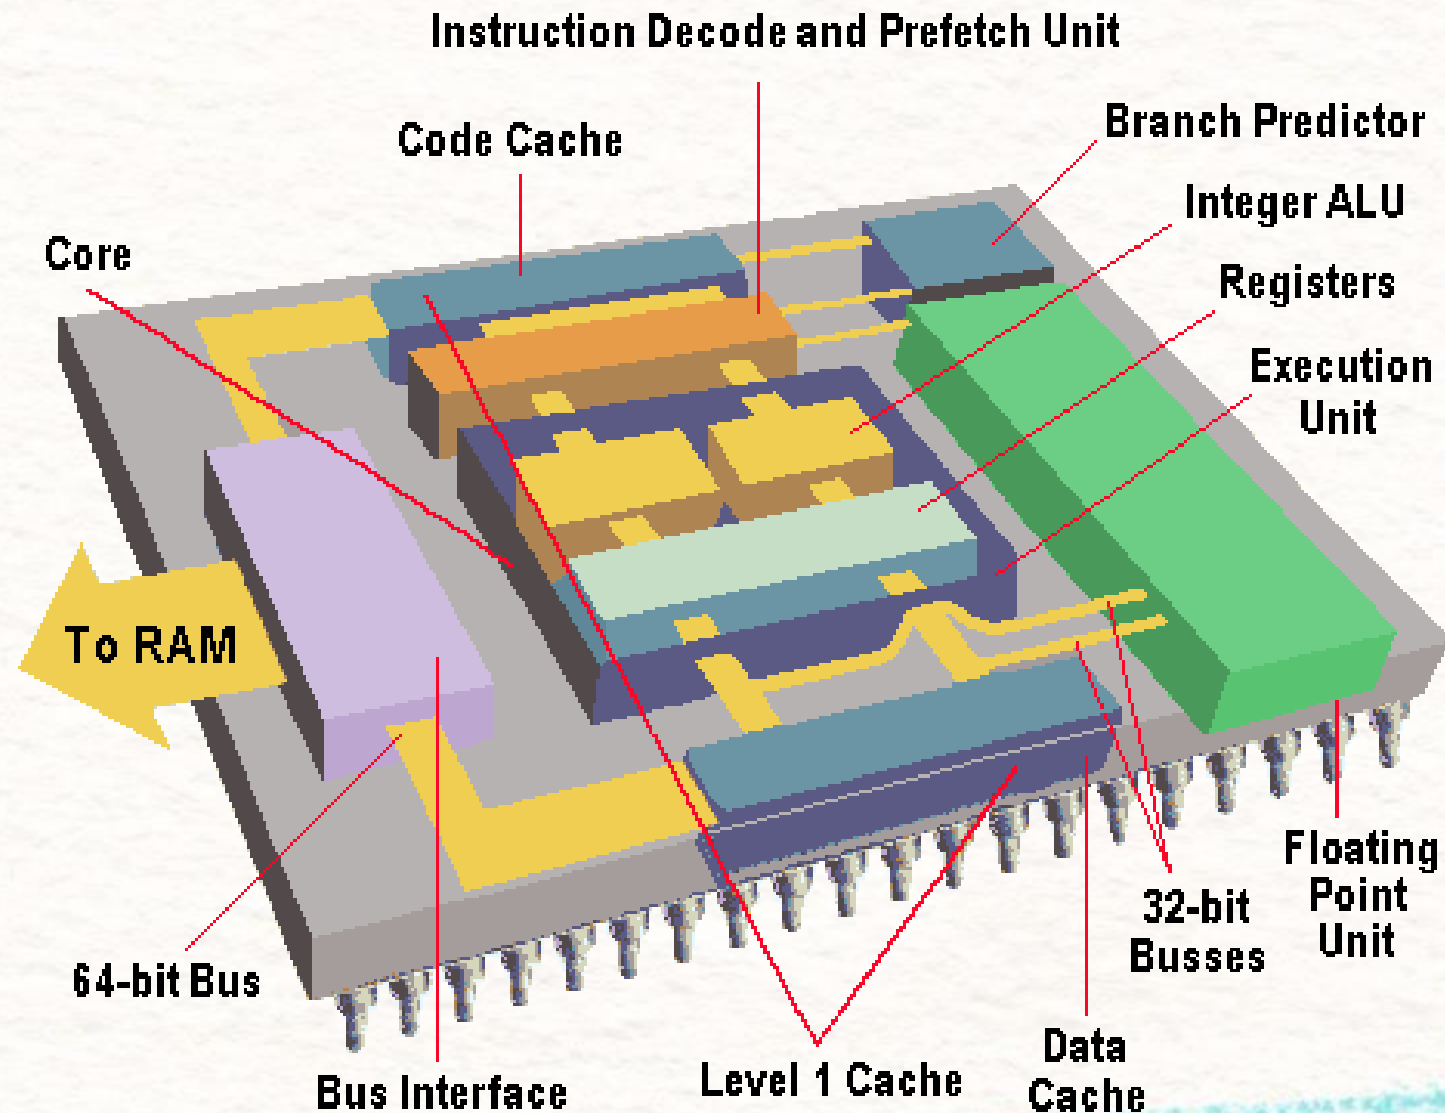 Instruction Decode and Prefetch Unit
Code Cache
Branch Predictor
Integer ALU
Core
Registers
Execution
Unit
To RAM
Floating
Point
Unit
32-bit
Busses
64-bit Bus
Data
Cache
Level 1 Cache
Bus Interface